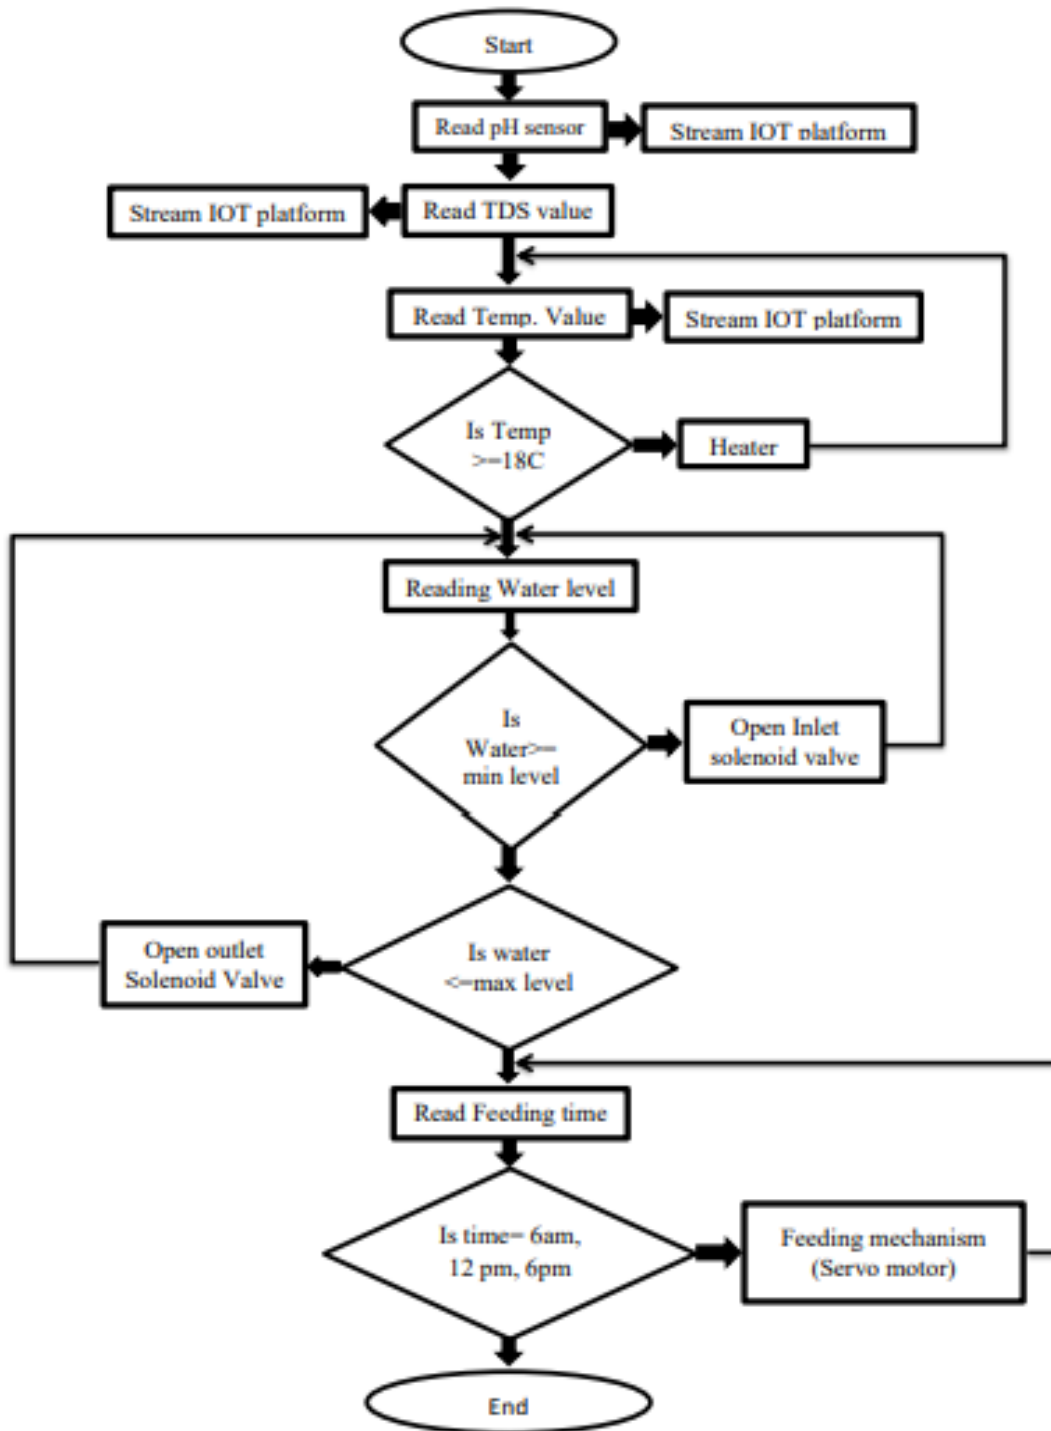 Start
Read pH sensor
Stream IOT platform
Stream IOT platform
Read TDS value
Read Temp. Value
Stream IOT platform
Is Temp
>=18C
Heater
Reading Water level
Is
Water>=
min level
Open Inlet
solenoid valve
Open outlet
Solenoid Valve
Is water
<=max level
Read Feeding time
Is time= 6am,
12 pm, 6pm
Feeding mechanism
(Servo motor)
End